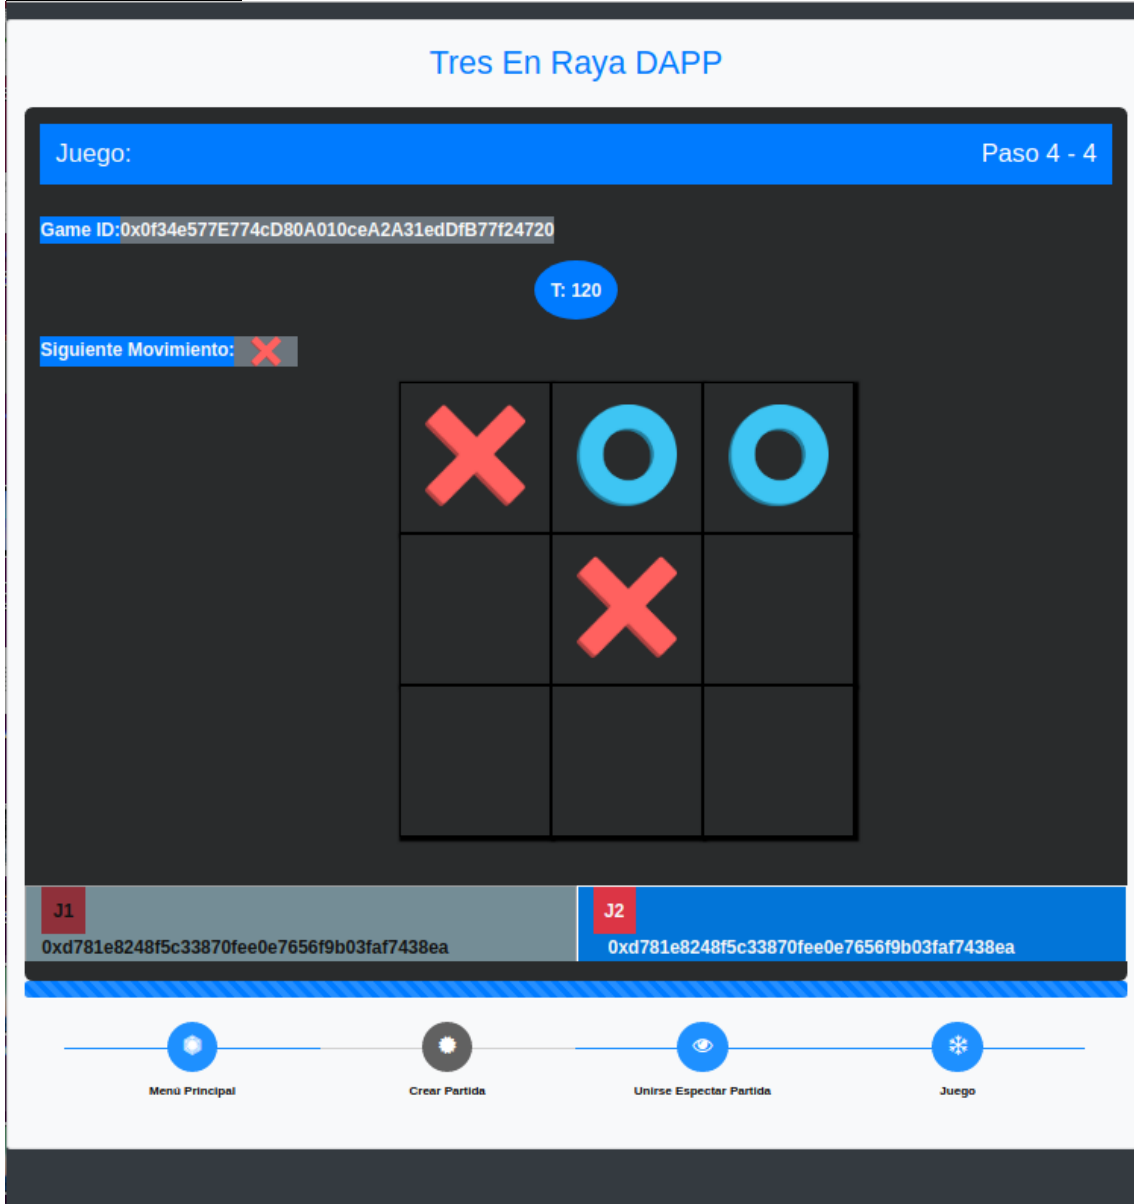 Tres En Raya DAPP
Juego: Paso 4 - 4
Game ID:0x0f34e577E774cD80A010ceA2A31edDfB77f24720
T: 120
Siguiente Movimiento:
J1 J2
0xd781e8248f5c33870fee0e7656f9b03faf7438ea 0xd781e8248f5c33870fee0e7656f9b03faf7438ea
Menú Principal Crear Partida Unirse Espectar Partida Juego